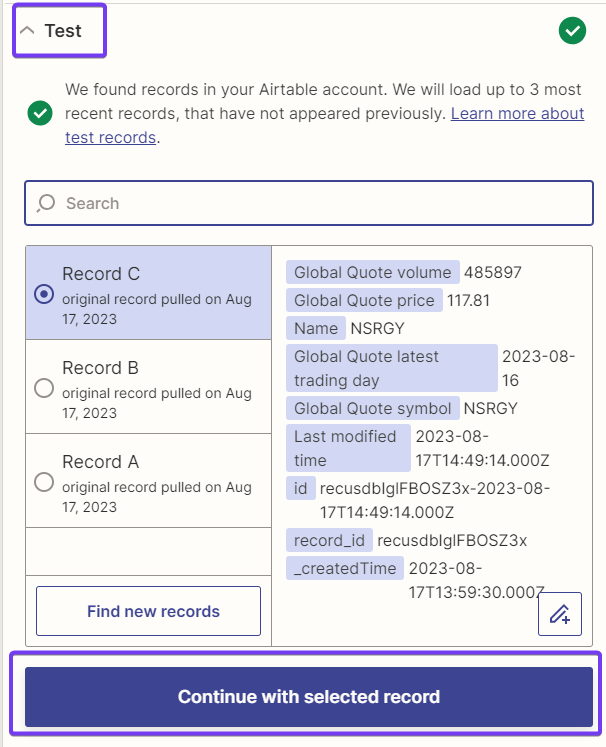 Test
We found records in your Airtable account. We will load up to 3 most
recent records, that have not appeared previously. Learn more about
test records.
Search
Record C
original record pulled on Aug
17, 2023
Record B
original record pulled on Aug
17, 2023
Record A
original record pulled on Aug
17, 2023
Find new records
Global Quote volume 485897
Global Quote price 117.81
Name NSRGY
Global Quote latest 2023-08-
trading day 16
Global Quote symbol NSRGY
Last modified 2023-08-
time 17T14:49:14.000Z
id recusdbIglFBOSZ3x-2023-08-
17T14:49:14.000Z
record_id recusdbIglFBOSZ3x
_createdTime 2023-08-
17T13:59:30.000Z
Continue with selected record